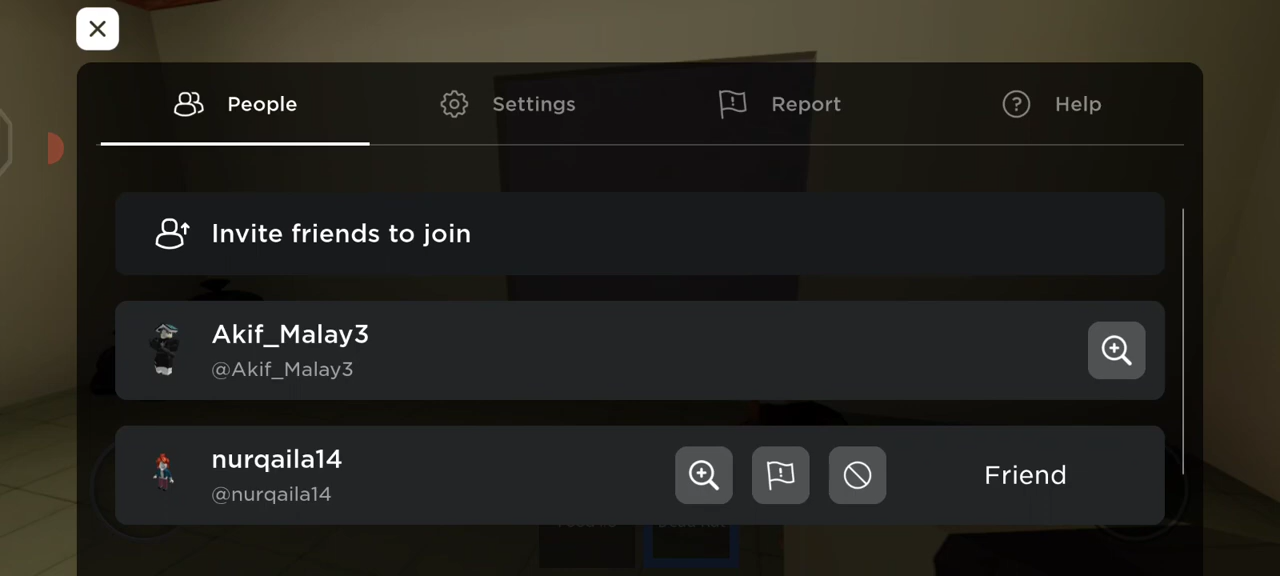 People
Settings
Report
Help
Invite friends to join
Akif_Malay3
@Akif_Malay3
nurqaila14
@nurqaila14
Friend